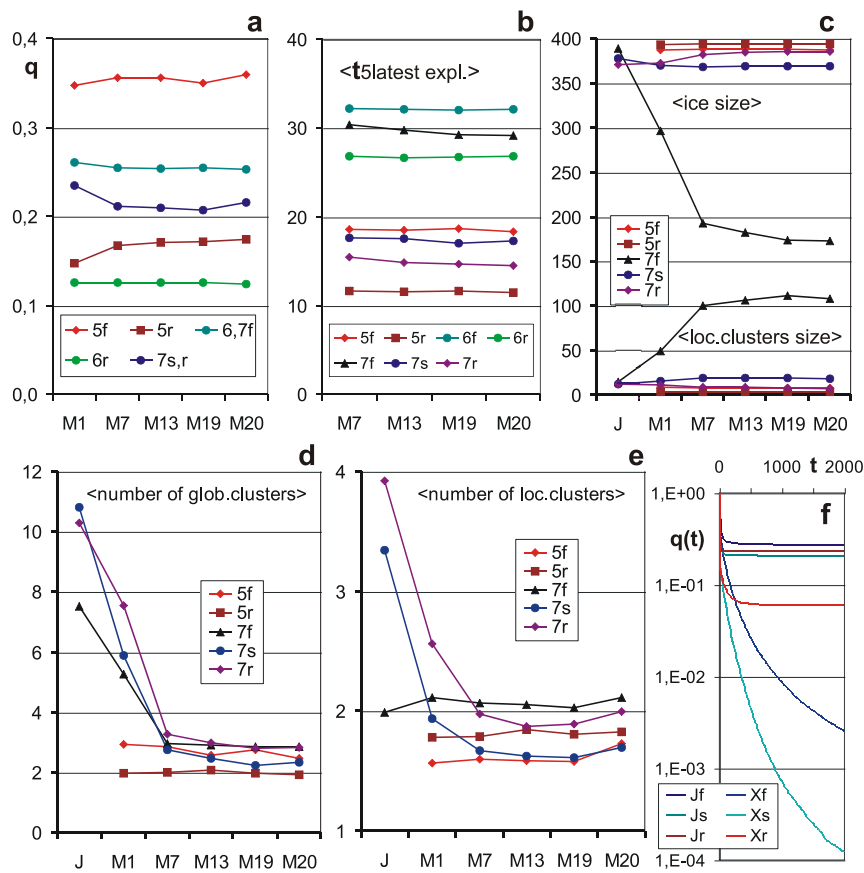 a
0,4
q
0,3
0,2
0,1
0,0
5f 5r 6,7f
6r 7s,r
M1 M7 M13 M19 M20
b
40
<t5latest expl.>
30
20
10
0
5f 5r 6f 6r
7f 7s 7r
M7 M13 M19 M20
c
400
350
<ice size>
300
250
200
5f
5r
7f
7s
7r
150
100
<loc.clusters size>
50
0
J M1 M7 M13 M19 M20
d
12
<number of glob.clusters>
10
8
5f
5r
7f
7s
7r
6
4
2
0
J M1 M7 M13 M19 M20
e
4
<number of loc.clusters>
5f
5r
7f
7s
7r
3
2
1
J M1 M7 M13 M19 M20
t
0 1000 2000
1,E+00
f
q(t)
1,E-01
1,E-02
1,E-03
Jf Xf
Js Xs
Jr Xr
1,E-04